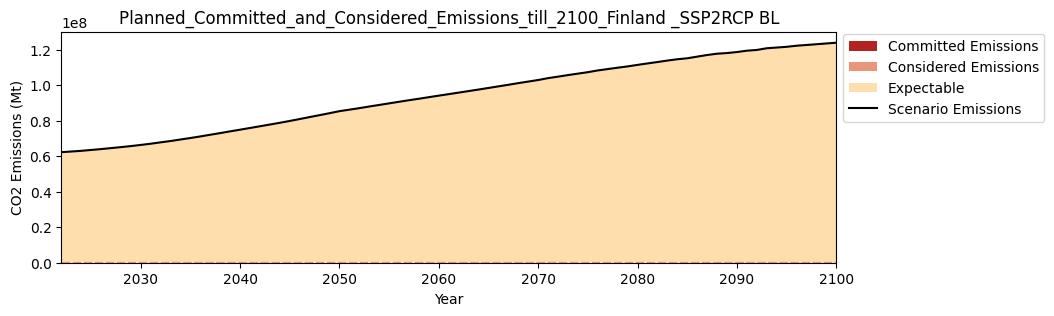 Planned_Committed_and_Considered_Emissions_till_2100_Finland _SSP2RCP BL
1e8
1.2
1.0
0.8
0.6
0.4
0.2
0.0
CO2 Emissions (Mt)
2030 2040 2050 2060 2070 2080 2090 2100
Year
Committed Emissions
Considered Emissions
Expectable
Scenario Emissions